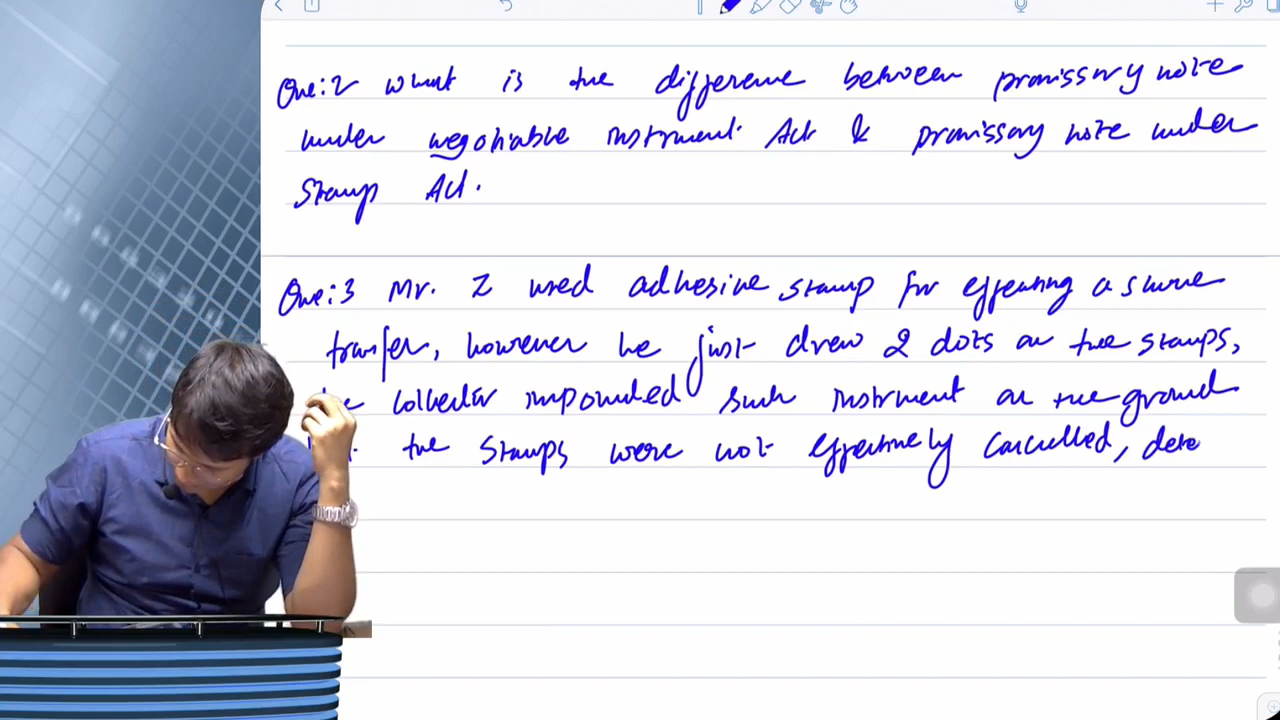 Que:2 What is the difference between promissory note
under negotiable instrument Act & promissory note under
Stamp Act.
Que:3 Mr. Z used adhesive stamp for effecting a share
transfer, however he just drew 2 dots on the stamps,
collector impounded such instrument on the ground
the stamps were not effectively cancelled, dete